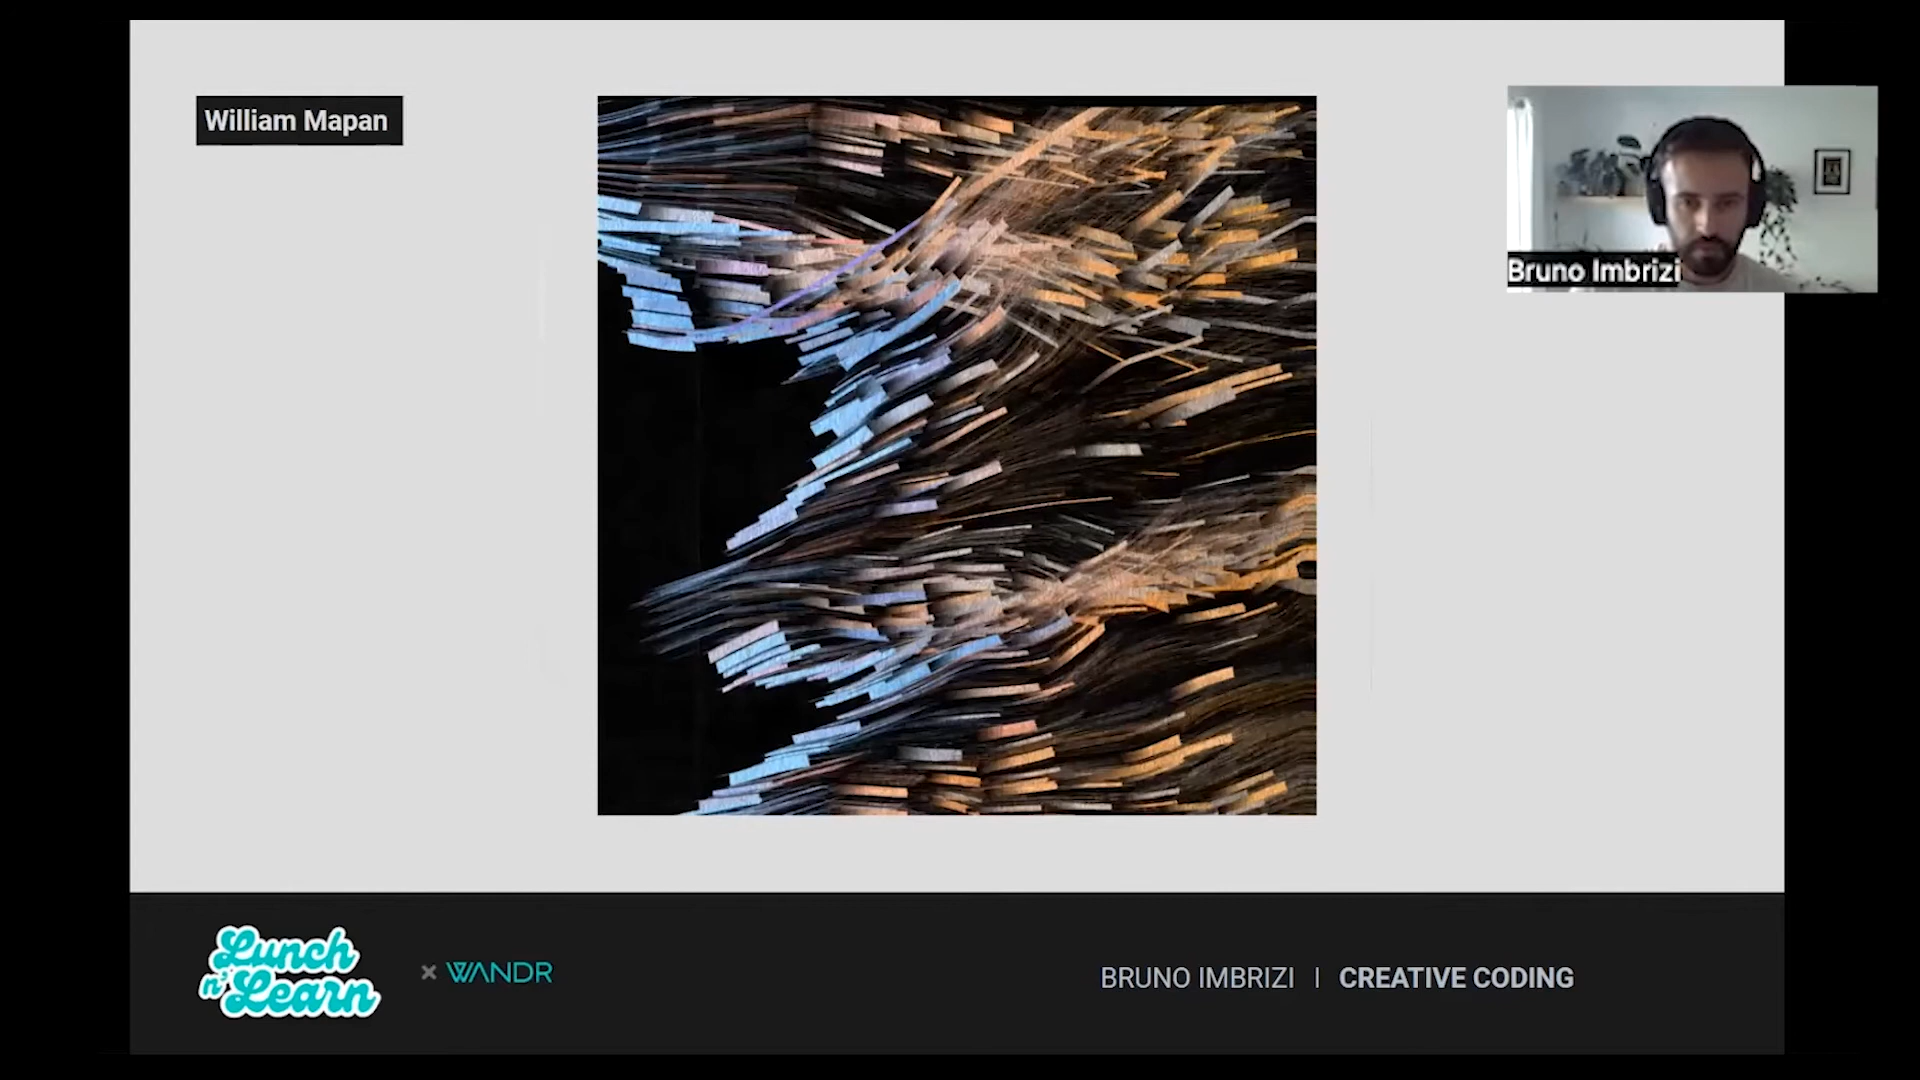 William Mapan
Bruno Imbrizi
Lunch
n' Learn
× WANDR
BRUNO IMBRIZI | CREATIVE CODING